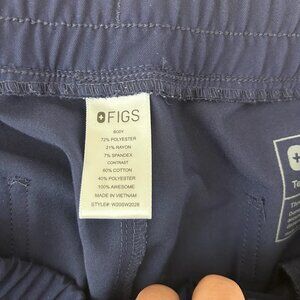 FIGS
BODY
72% POLYESTER
21% RAYON
7% SPANDEX
CONTRAST
60% COTTON
40% POLYESTER
100% AWESOME
MADE IN VIETNAM
STYLE# W20SW2028